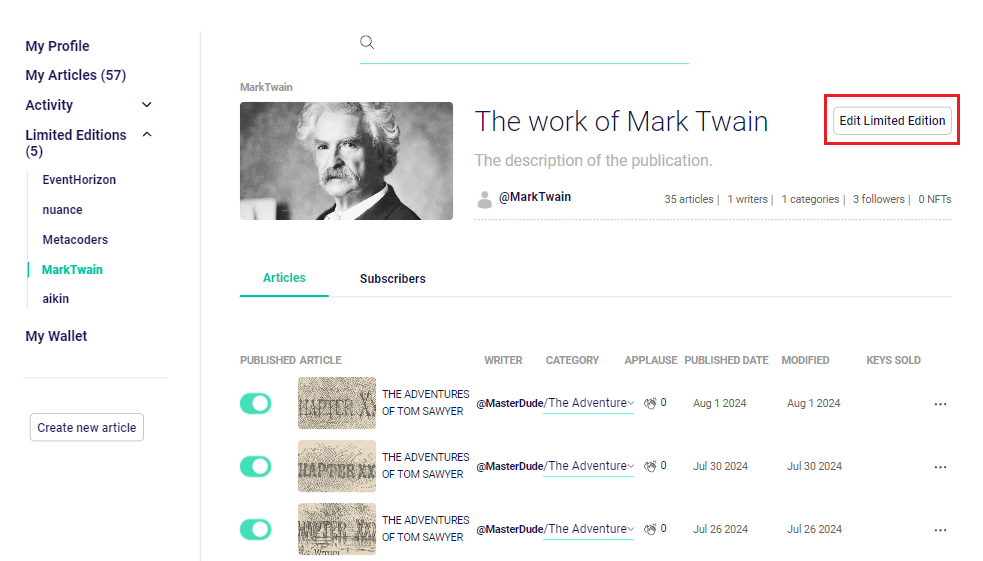 My Profile
My Articles (57)
Activity
Limited Editions
(5)
EventHorizon
nuance
Metacoders
MarkTwain
aikin
My Wallet
Create new article
MarkTwain
The work of Mark Twain
Edit Limited Edition
The description of the publication.
@MarkTwain
35 articles | 1 writers | 1 categories | 3 followers | 0 NFTs
Articles Subscribers
PUBLISHED ARTICLE WRITER CATEGORY APPLAUSE PUBLISHED DATE MODIFIED KEYS SOLD
HAPTER X
THE ADVENTURES
OF TOM SAWYER
@MasterDude/The Adventure 0 Aug 1 2024 Aug 1 2024 ...
CHAPTER XX
THE ADVENTURES
OF TOM SAWYER
@MasterDude/The Adventure 0 Jul 30 2024 Jul 30 2024 ...
CHAPTER XXX
THE ADVENTURES
OF TOM SAWYER
@MasterDude/The Adventure 0 Jul 26 2024 Jul 26 2024 ...